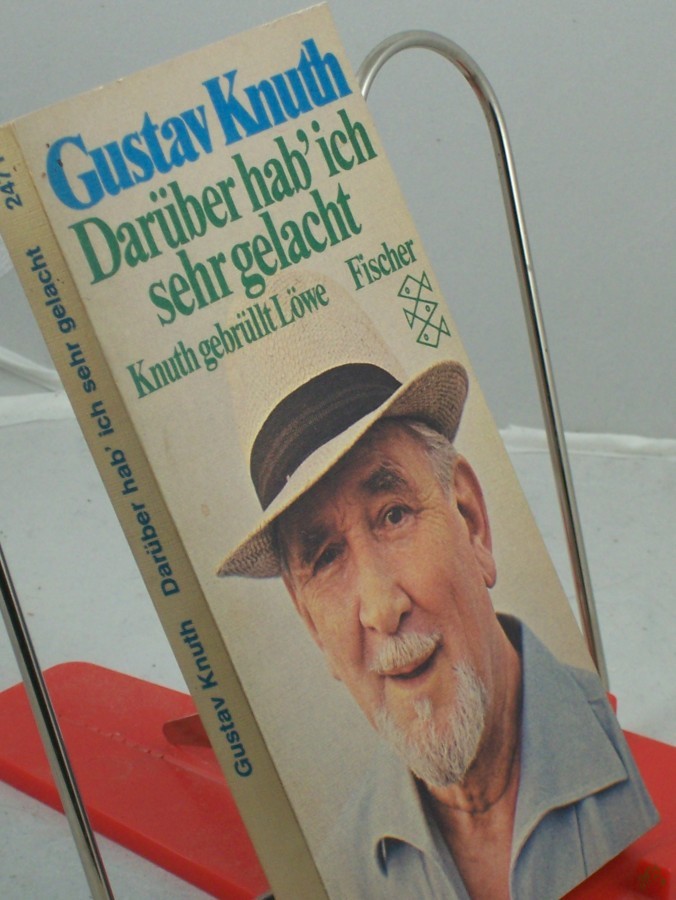 Gustav Knuth
Darüber hab' ich
sehr gelacht
Knuth gebrüllt Löwe
Fischer
Gustav Knuth Darüber hab' ich sehr gelacht